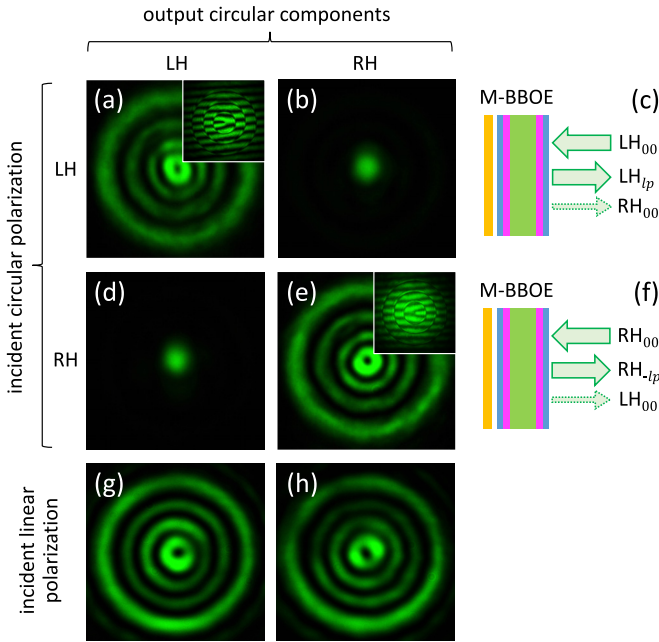 output circular components
LH
RH
incident circular polarization
LH
RH
incident linear
polarization
(a)
(b)
M-BBOE
(c)
LH₀₀
LHₗₚ
RH₀₀
(d)
(e)
M-BBOE
(f)
RH₀₀
RH₋ₗₚ
LH₀₀
(g)
(h)